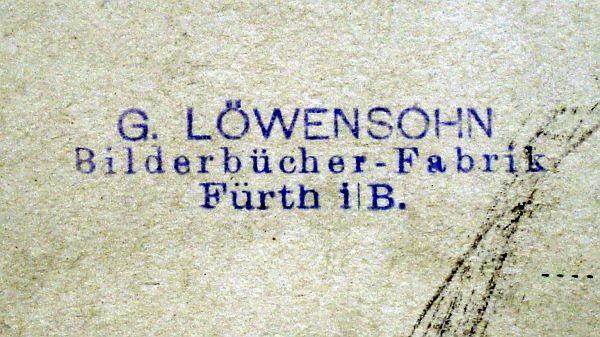 G. LÖWENSOHN
Bilderbücher-Fabrik
Fürth i|B.